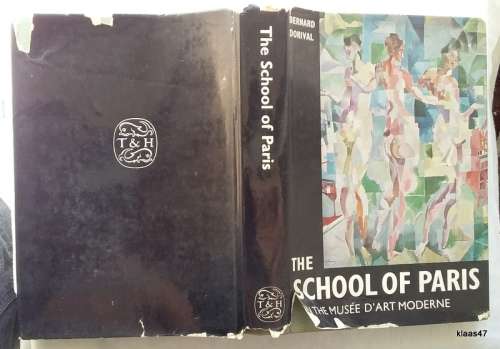 T & H
The School of Paris
T & H
BERNARD
DORIVAL
THE
SCHOOL OF PARIS
THE MUSÉE D'ART MODERNE
klaas47